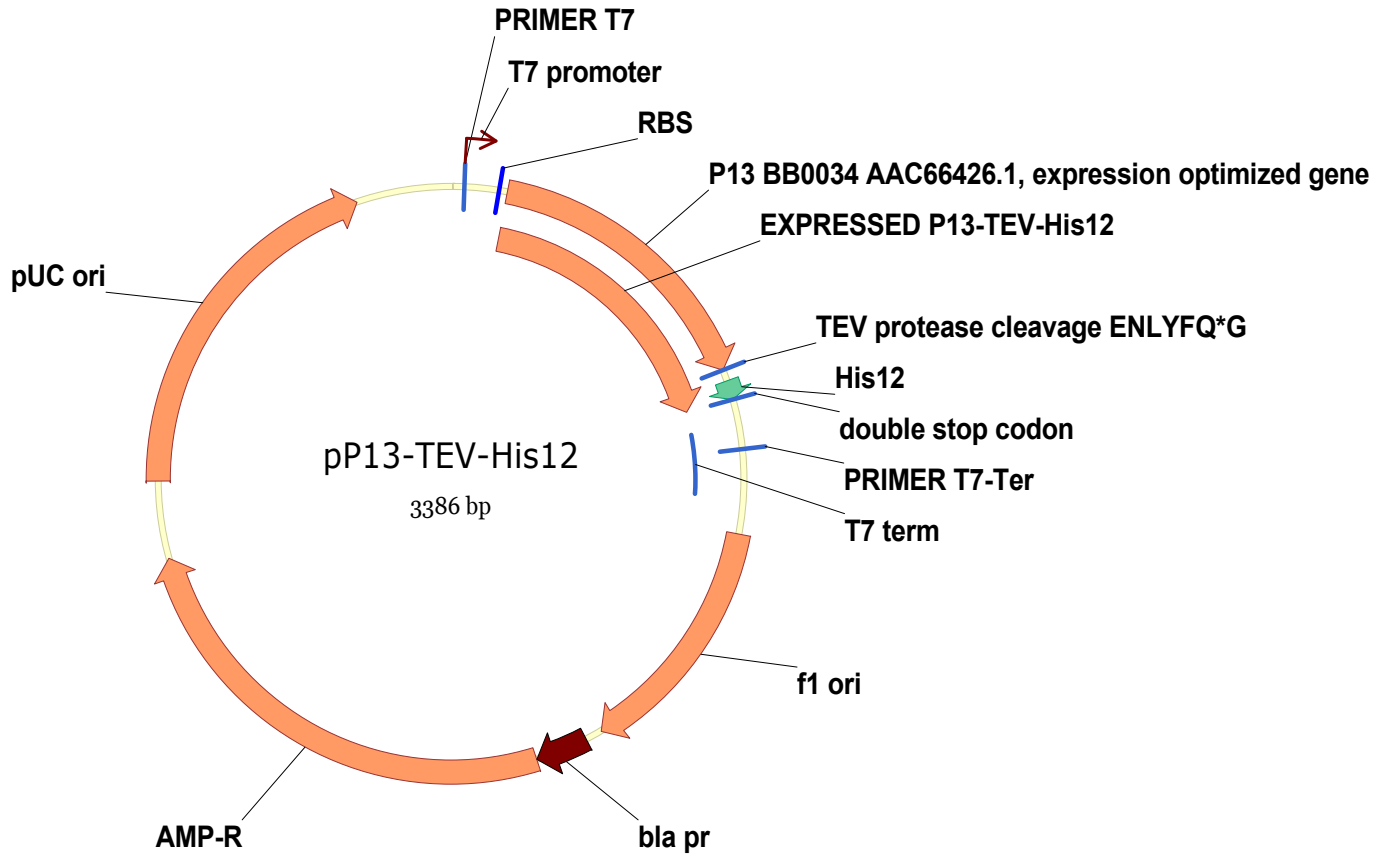 PRIMER T7
T7 promoter
RBS
P13 BB0034 AAC66426.1, expression optimized gene
EXPRESSED P13-TEV-His12
pUC ori
TEV protease cleavage ENLYFQ*G
His12
double stop codon
pP13-TEV-His12
PRIMER T7-Ter
3386 bp
T7 term
f1 ori
AMP-R
bla pr